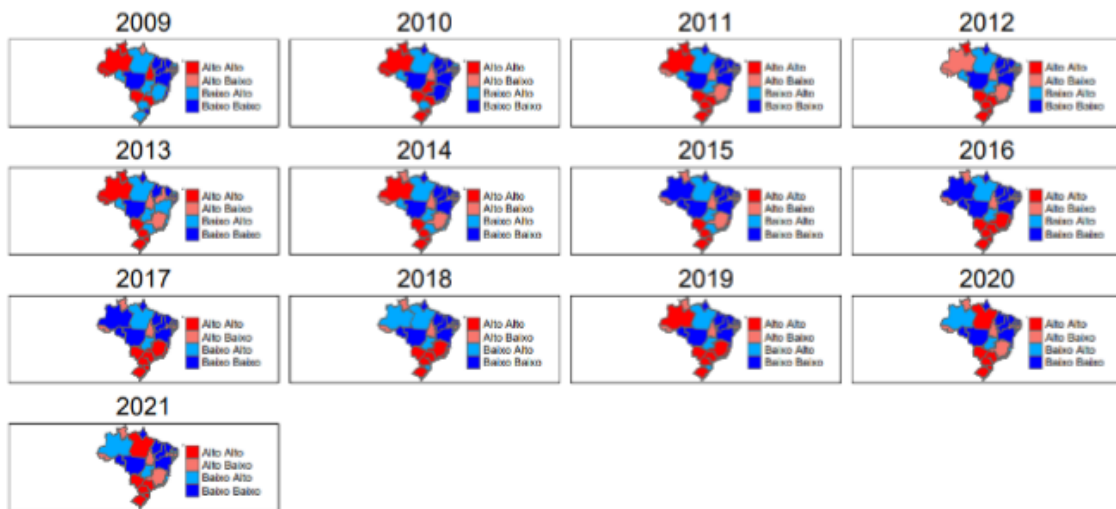 2009
2010
2011
2012
Alto Alto
Alto Baixo
Baixo Alto
Baixo Baixo
Alto Alto
Alto Baixo
Baixo Alto
Baixo Baixo
Alto Alto
Alto Baixo
Baixo Alto
Baixo Baixo
Alto Alto
Alto Baixo
Baixo Alto
Baixo Baixo
2013
2014
2015
2016
Alto Alto
Alto Baixo
Baixo Alto
Baixo Baixo
Alto Alto
Alto Baixo
Baixo Alto
Baixo Baixo
Alto Alto
Alto Baixo
Baixo Alto
Baixo Baixo
Alto Alto
Alto Baixo
Baixo Alto
Baixo Baixo
2017
2018
2019
2020
Alto Alto
Alto Baixo
Baixo Alto
Baixo Baixo
Alto Alto
Alto Baixo
Baixo Alto
Baixo Baixo
Alto Alto
Alto Baixo
Baixo Alto
Baixo Baixo
Alto Alto
Alto Baixo
Baixo Alto
Baixo Baixo
2021
Alto Alto
Alto Baixo
Baixo Alto
Baixo Baixo